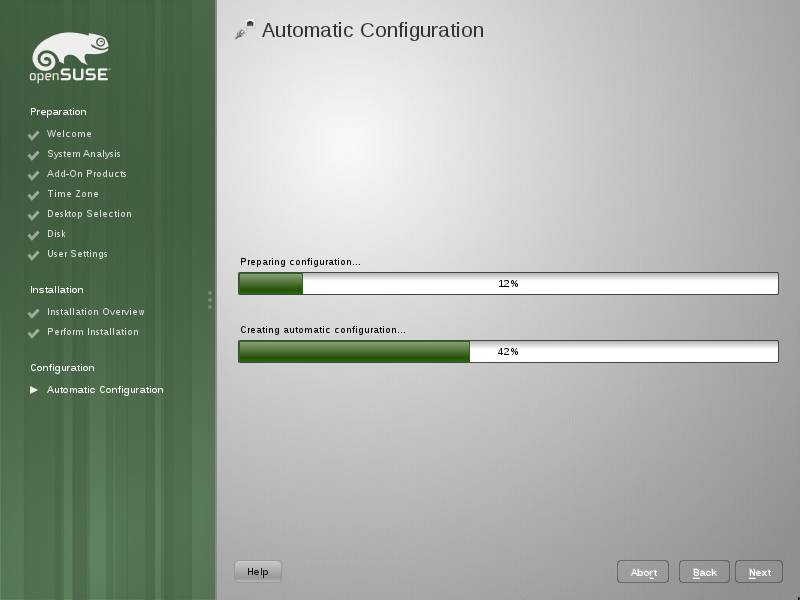 openSUSE
Preparation
Welcome
System Analysis
Add-On Products
Time Zone
Desktop Selection
Disk
User Settings
Installation
Installation Overview
Perform Installation
Configuration
Automatic Configuration
Automatic Configuration
Preparing configuration...
12%
Creating automatic configuration...
42%
Help
Abort
Back
Next